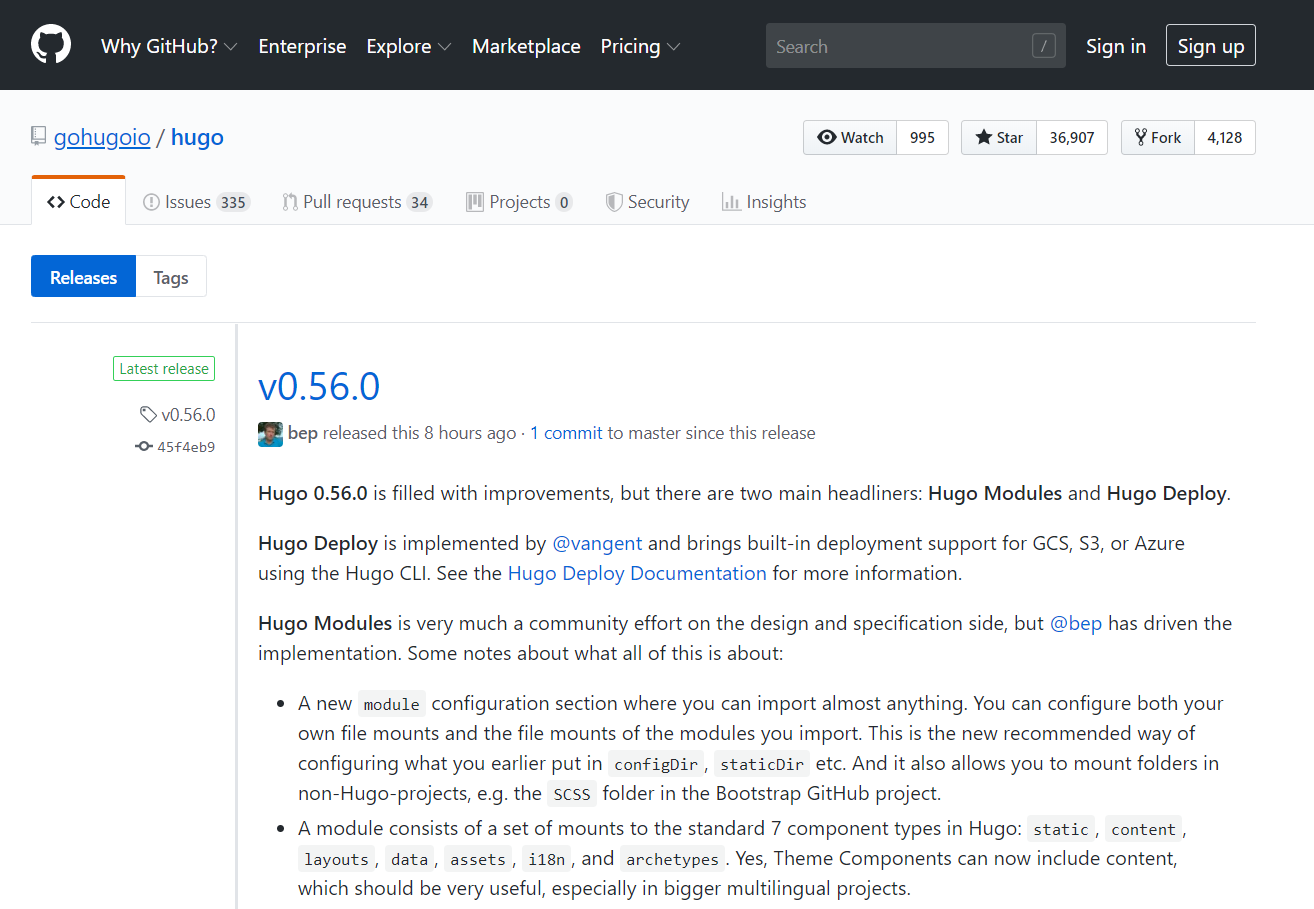 Why GitHub? Enterprise Explore Marketplace Pricing Search / Sign in Sign up
gohugoio / hugo Watch 995 Star 36,907 Fork 4,128
Code Issues 335 Pull requests 34 Projects 0 Security Insights
Releases Tags
Latest release
v0.56.0
45f4eb9
v0.56.0
bep released this 8 hours ago · 1 commit to master since this release
Hugo 0.56.0 is filled with improvements, but there are two main headliners: Hugo Modules and Hugo Deploy.
Hugo Deploy is implemented by @vangent and brings built-in deployment support for GCS, S3, or Azure
using the Hugo CLI. See the Hugo Deploy Documentation for more information.
Hugo Modules is very much a community effort on the design and specification side, but @bep has driven the
implementation. Some notes about what all of this is about:
• A new module configuration section where you can import almost anything. You can configure both your
own file mounts and the file mounts of the modules you import. This is the new recommended way of
configuring what you earlier put in configDir, staticDir etc. And it also allows you to mount folders in
non-Hugo-projects, e.g. the SCSS folder in the Bootstrap GitHub project.
• A module consists of a set of mounts to the standard 7 component types in Hugo: static, content,
layouts, data, assets, i18n, and archetypes. Yes, Theme Components can now include content,
which should be very useful, especially in bigger multilingual projects.